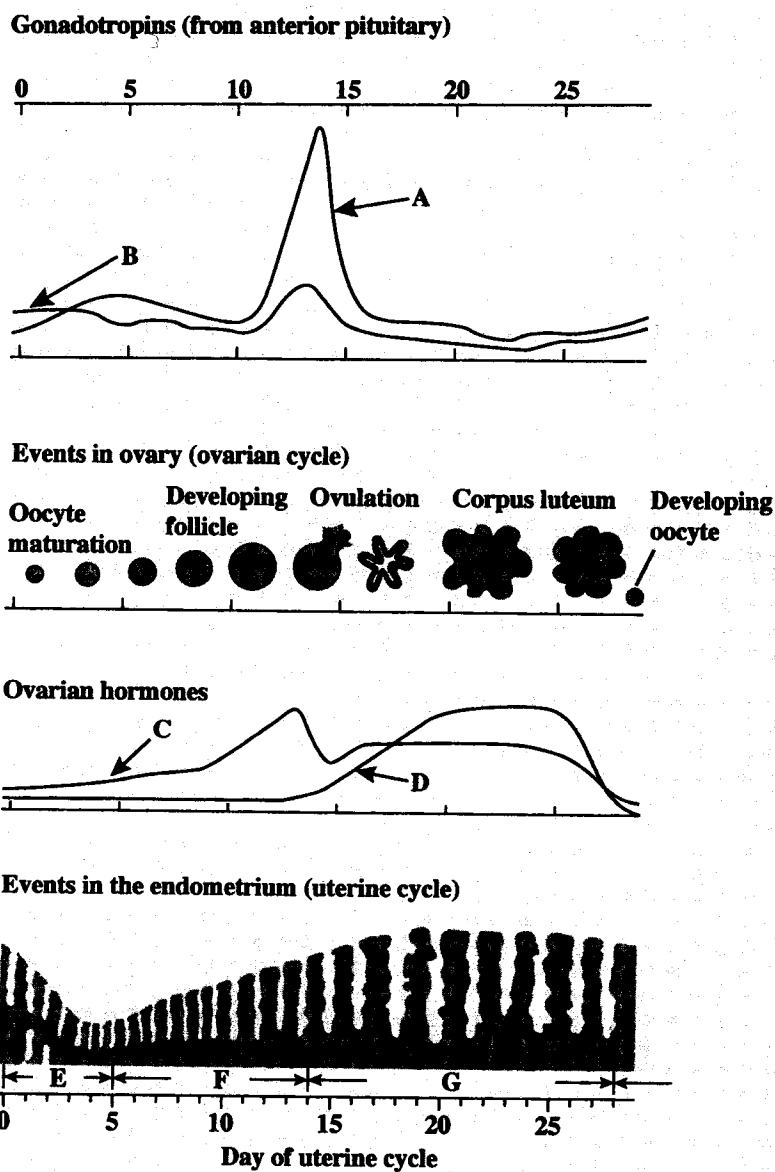 Gonadotropins (from anterior pituitary)
0 5 10 15 20 25
A
B
Events in ovary (ovarian cycle)
Oocyte
maturation
Developing
follicle
Ovulation
Corpus luteum
Developing
oocyte
Ovarian hormones
C
D
Events in the endometrium (uterine cycle)
E F G
0 5 10 15 20 25
Day of uterine cycle